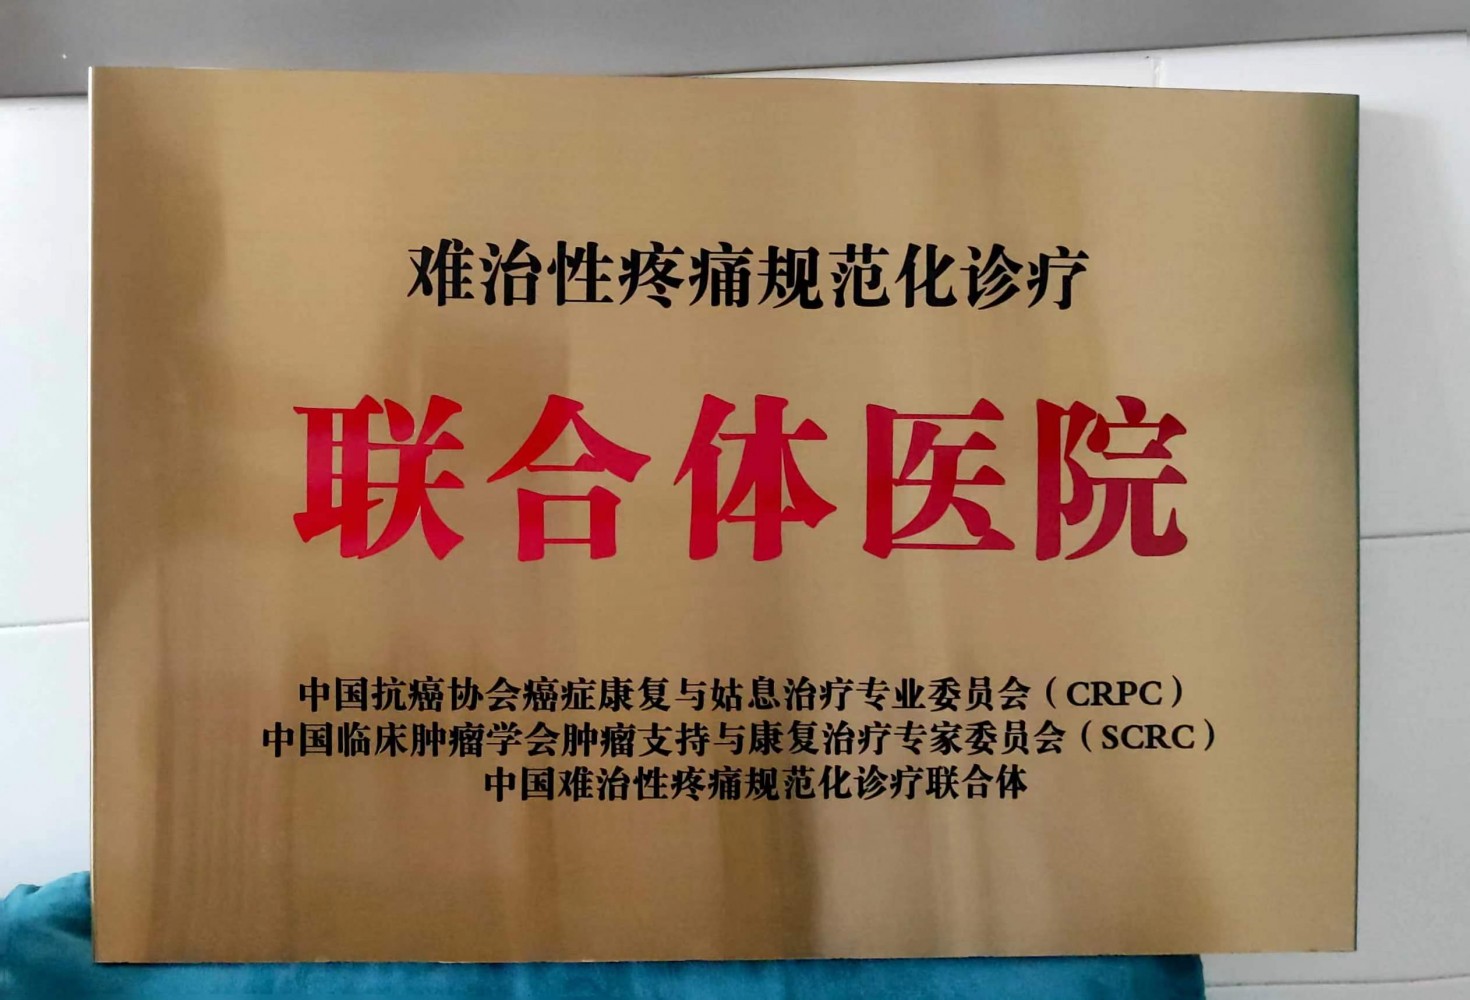 难治性疼痛规范化诊疗
联合体医院
中国抗癌协会癌症康复与姑息治疗专业委员会（CRPC）
中国临床肿瘤学会肿瘤支持与康复治疗专家委员会（SCRC）
中国难治性疼痛规范化诊疗联合体